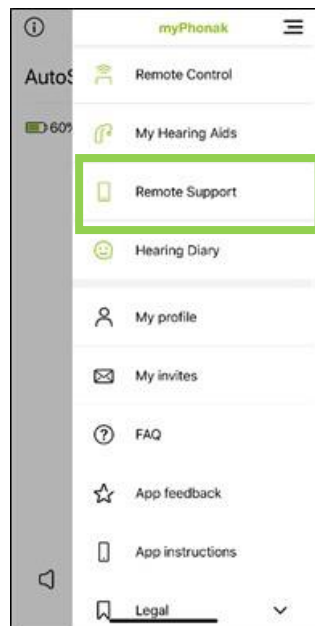 myPhonak
AutoS
Remote Control
60%
My Hearing Aids
Remote Support
Hearing Diary
My profile
My invites
FAQ
App feedback
App instructions
Legal